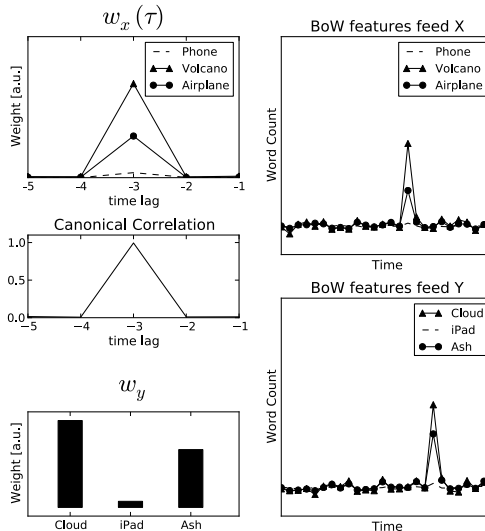 w_x (τ)
Phone
Volcano
Airplane
Weight [a.u.]
-5 -4 -3 -2 -1
time lag
Canonical Correlation
1.0
0.5
0.0
-5 -4 -3 -2 -1
time lag
w_y
Weight [a.u.]
Cloud iPad Ash
BoW features feed X
Phone
Volcano
Airplane
Word Count
Time
BoW features feed Y
Cloud
iPad
Ash
Word Count
Time